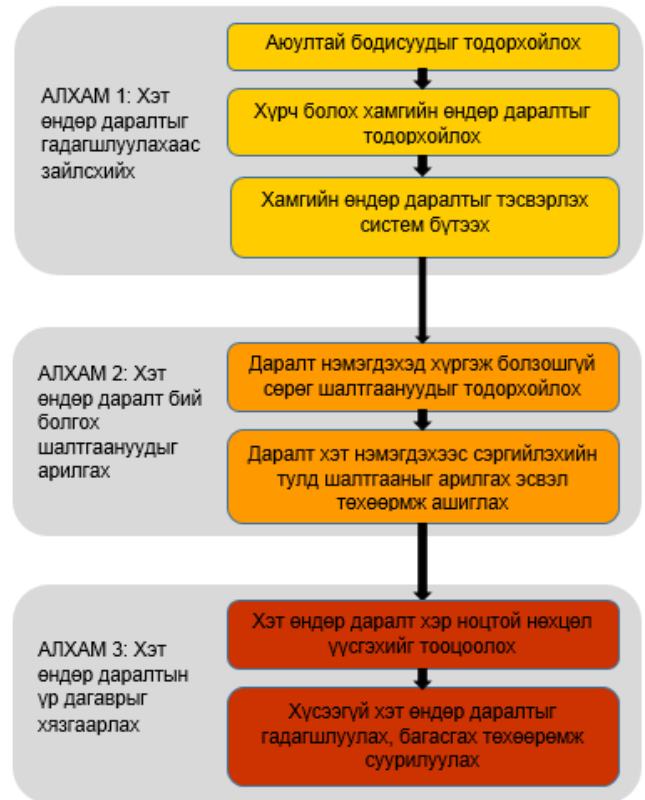 АЛХАМ 1: Хэт
өндөр даралтыг
гадагшлуулахаас
зайлсхийх
Аюултай бодисуудыг тодорхойлох
Хүрч болох хамгийн өндөр даралтыг
тодорхойлох
Хамгийн өндөр даралтыг тэсвэрлэх
систем бүтээх
АЛХАМ 2: Хэт
өндөр даралт бий
болгох
шалтгаануудыг
арилгах
Даралт нэмэгдэхэд хүргэж болзошгүй
сөрөг шалтгаануудыг тодорхойлох
Даралт хэт нэмэгдэхээс сэргийлэхийн
тулд шалтгааныг арилгах эсвэл
төхөөрмж ашиглах
АЛХАМ 3: Хэт
өндөр даралтын
үр дагаврыг
хязгаарлах
Хэт өндөр даралт хэр ноцтой нөхцөл
үүсгэхийг тооцоолох
Хүсээгүй хэт өндөр даралтыг
гадагшлуулах, багасгах төхөөрөмж
суурилуулах